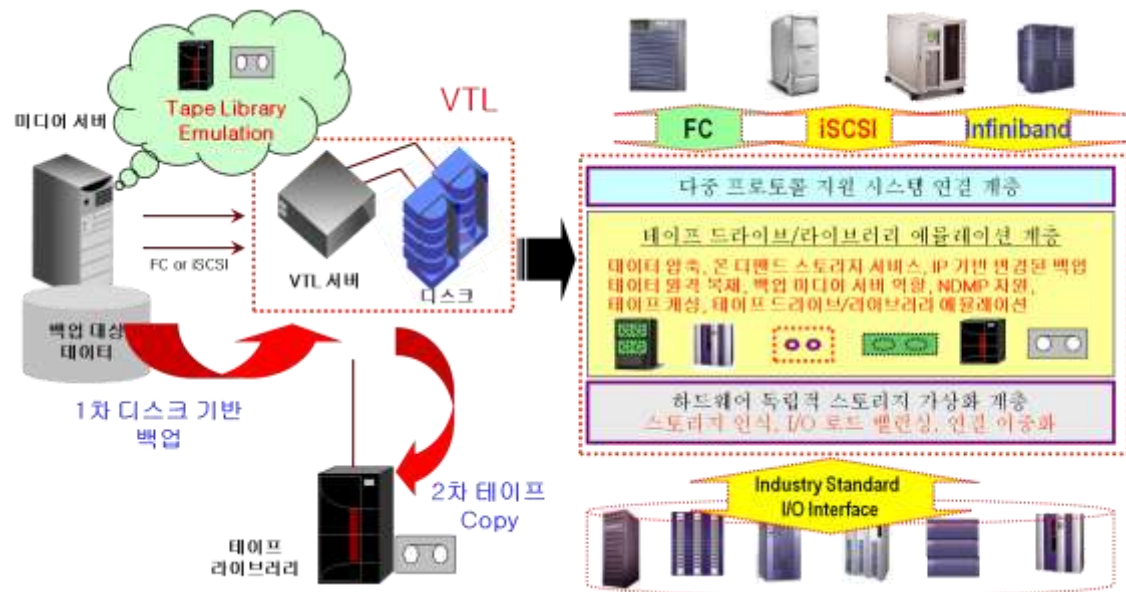 Tape Library
Emulation
미디어 서버
VTL
FC or iSCSI
VTL 서버
디스크
백업 대상
데이터
1차 디스크 기반
백업
2차 테이프
Copy
테이프
라이브러리
FC
iSCSI
Infiniband
다중 프로토콜 지원 시스템 연결 계층
테이프 드라이브/라이브러리 에뮬레이션 계층
데이터 압축, 온 디맨드 스토리지 서비스, IP 기반 변경된 백업
데이터 원격 복제, 백업 미디어 서버 역할, NDMP 지원,
테이프 캐싱, 테이프 드라이브/라이브러리 에뮬레이션
하드웨어 독립적 스토리지 가상화 계층
스토리지 인식, I/O 로드 밸런싱, 연결 이중화
Industry Standard
I/O Interface